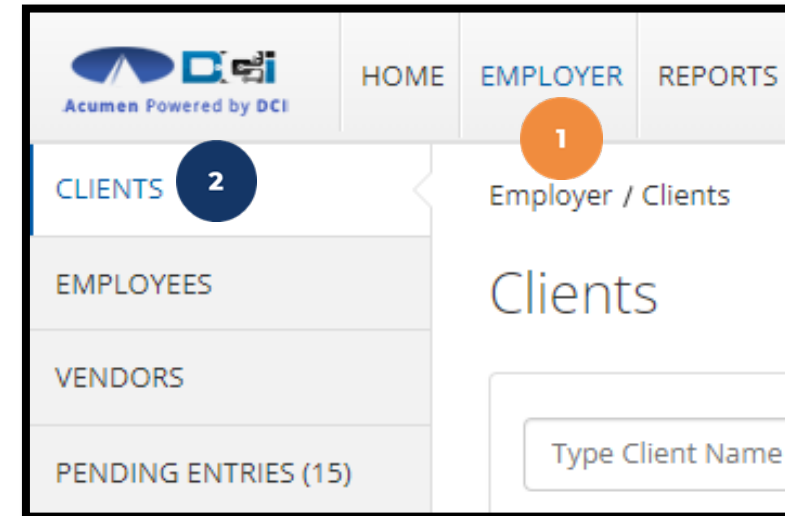 DCI
Acumen Powered by DCI
HOME
EMPLOYER
REPORTS
1
CLIENTS
2
Employer / Clients
EMPLOYEES
Clients
VENDORS
Type Client Name
PENDING ENTRIES (15)